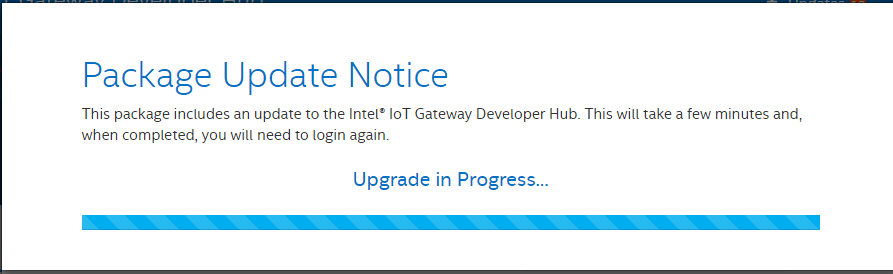 Package Update Notice
This package includes an update to the Intel® IoT Gateway Developer Hub. This will take a few minutes and,
when completed, you will need to login again.
Upgrade in Progress...